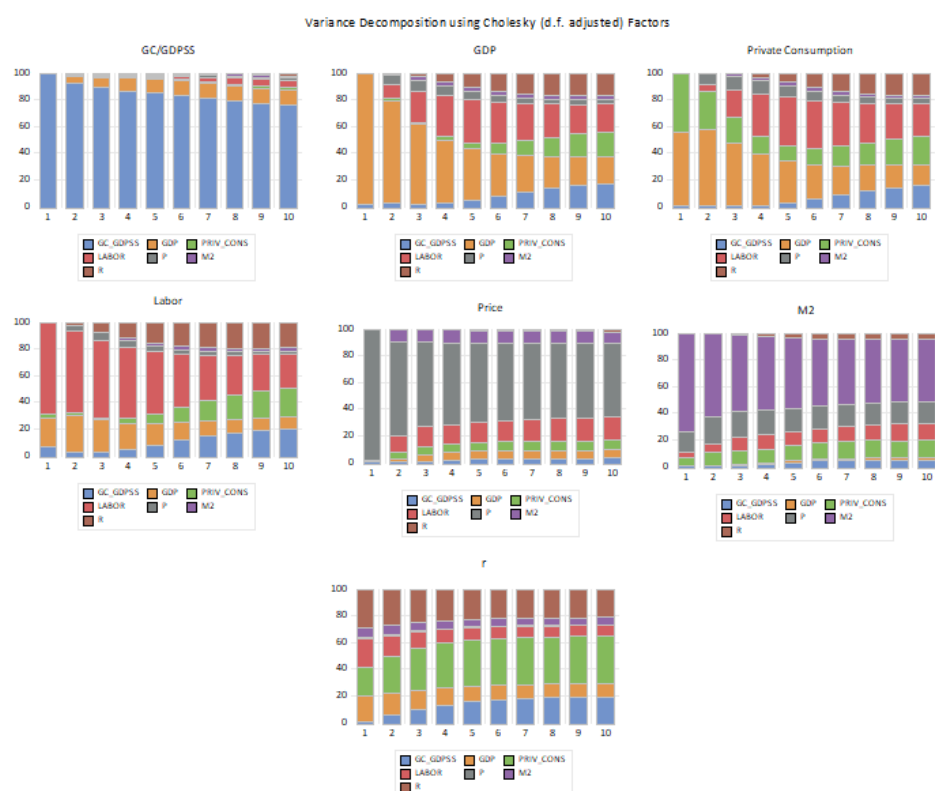 Variance Decomposition using Cholesky (d.f. adjusted) Factors
GC/GDPSS
100
80
60
40
20
0
1 2 3 4 5 6 7 8 9 10
GC_GDPSS GDP PRIV_CONS
LABOR P M2
R
GDP
100
80
60
40
20
0
1 2 3 4 5 6 7 8 9 10
GC_GDPSS GDP PRIV_CONS
LABOR P M2
R
Private Consumption
100
80
60
40
20
0
1 2 3 4 5 6 7 8 9 10
GC_GDPSS GDP PRIV_CONS
LABOR P M2
R
Labor
100
80
60
40
20
0
1 2 3 4 5 6 7 8 9 10
GC_GDPSS GDP PRIV_CONS
LABOR P M2
R
Price
100
80
60
40
20
0
1 2 3 4 5 6 7 8 9 10
GC_GDPSS GDP PRIV_CONS
LABOR P M2
R
M2
100
80
60
40
20
0
1 2 3 4 5 6 7 8 9 10
GC_GDPSS GDP PRIV_CONS
LABOR P M2
R
r
100
80
60
40
20
0
1 2 3 4 5 6 7 8 9 10
GC_GDPSS GDP PRIV_CONS
LABOR P M2
R